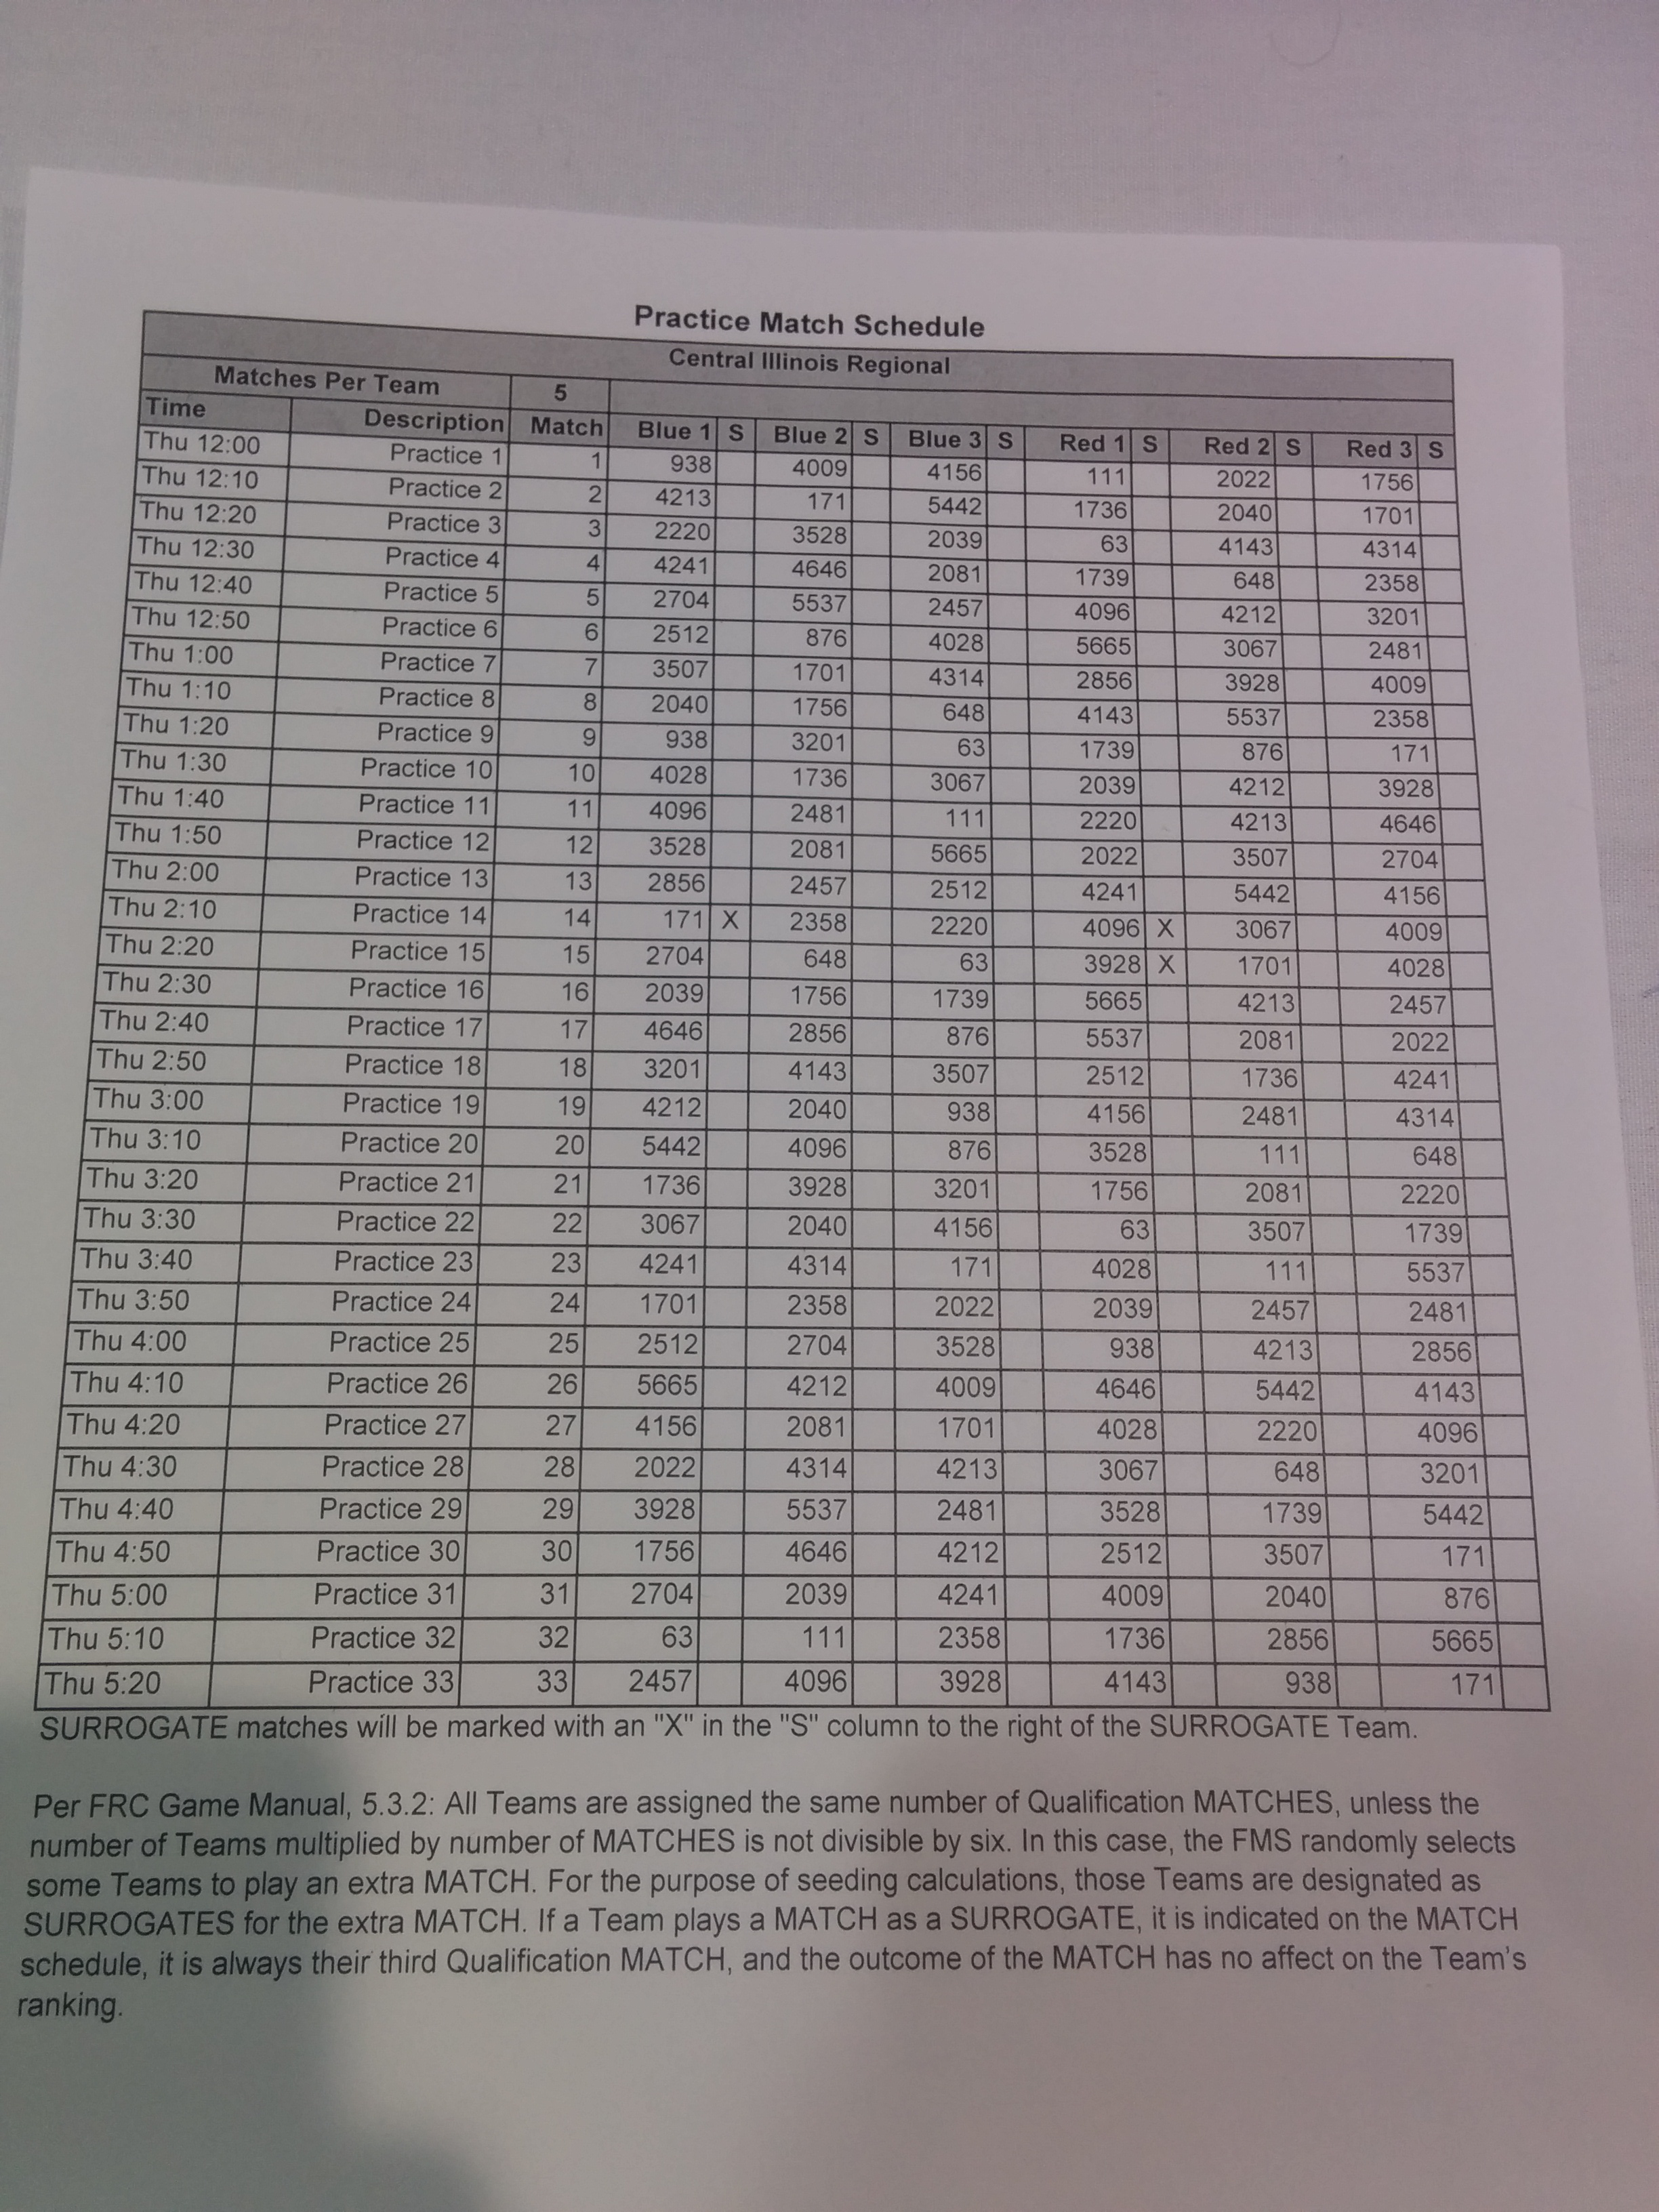 Practice Match Schedule
Central Illinois Regional
Matches Per Team 5
Time Description Match Blue 1 S Blue 2 S Blue 3 S Red 1 S Red 2 S Red 3 S
Thu 12:00 Practice 1 1 938 4009 4156 111 2022 1756
Thu 12:10 Practice 2 2 4213 171 5442 1736 2040 1701
Thu 12:20 Practice 3 3 2220 3528 2039 63 4143 4314
Thu 12:30 Practice 4 4 4241 4646 2081 1739 648 2358
Thu 12:40 Practice 5 5 2704 5537 2457 4096 4212 3201
Thu 12:50 Practice 6 6 2512 876 4028 5665 3067 2481
Thu 1:00 Practice 7 7 3507 1701 4314 2856 3928 4009
Thu 1:10 Practice 8 8 2040 1756 648 4143 5537 2358
Thu 1:20 Practice 9 9 938 3201 63 1739 876 171
Thu 1:30 Practice 10 10 4028 1736 3067 2039 4212 3928
Thu 1:40 Practice 11 11 4096 2481 111 2220 4213 4646
Thu 1:50 Practice 12 12 3528 2081 5665 2022 3507 2704
Thu 2:00 Practice 13 13 2856 2457 2512 4241 5442 4156
Thu 2:10 Practice 14 14 171 X 2358 2220 4096 X 3067 4009
Thu 2:20 Practice 15 15 2704 648 63 3928 X 1701 4028
Thu 2:30 Practice 16 16 2039 1756 1739 5665 4213 2457
Thu 2:40 Practice 17 17 4646 2856 876 5537 2081 2022
Thu 2:50 Practice 18 18 3201 4143 3507 2512 1736 4241
Thu 3:00 Practice 19 19 4212 2040 938 4156 2481 4314
Thu 3:10 Practice 20 20 5442 4096 876 3528 111 648
Thu 3:20 Practice 21 21 1736 3928 3201 1756 2081 2220
Thu 3:30 Practice 22 22 3067 2040 4156 63 3507 1739
Thu 3:40 Practice 23 23 4241 4314 171 4028 111 5537
Thu 3:50 Practice 24 24 1701 2358 2022 2039 2457 2481
Thu 4:00 Practice 25 25 2512 2704 3528 938 4213 2856
Thu 4:10 Practice 26 26 5665 4212 4009 4646 5442 4143
Thu 4:20 Practice 27 27 4156 2081 1701 4028 2220 4096
Thu 4:30 Practice 28 28 2022 4314 4213 3067 648 3201
Thu 4:40 Practice 29 29 3928 5537 2481 3528 1739 5442
Thu 4:50 Practice 30 30 1756 4646 4212 2512 3507 171
Thu 5:00 Practice 31 31 2704 2039 4241 4009 2040 876
Thu 5:10 Practice 32 32 63 111 2358 1736 2856 5665
Thu 5:20 Practice 33 33 2457 4096 3928 4143 938 171
SURROGATE matches will be marked with an "X" in the "S" column to the right of the SURROGATE Team.
Per FRC Game Manual, 5.3.2: All Teams are assigned the same number of Qualification MATCHES, unless the
number of Teams multiplied by number of MATCHES is not divisible by six. In this case, the FMS randomly selects
some Teams to play an extra MATCH. For the purpose of seeding calculations, those Teams are designated as
SURROGATES for the extra MATCH. If a Team plays a MATCH as a SURROGATE, it is indicated on the MATCH
schedule, it is always their third Qualification MATCH, and the outcome of the MATCH has no affect on the Team's
ranking.